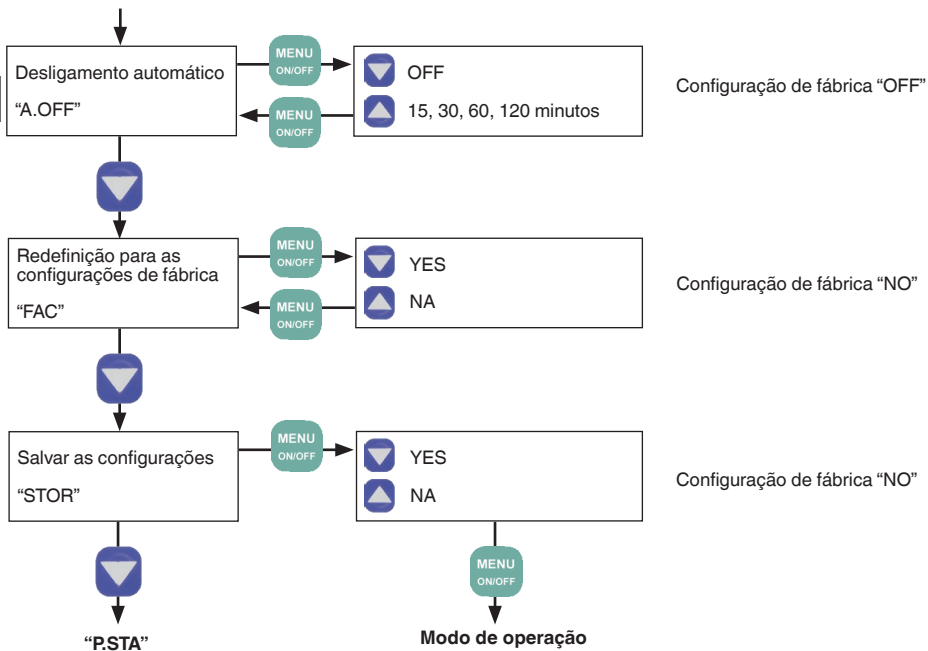 Desligamento automático
“A.OFF”
MENU
ON/OFF
MENU
ON/OFF
OFF
15, 30, 60, 120 minutos
Configuração de fábrica “OFF”
Redefinição para as
configurações de fábrica
“FAC”
MENU
ON/OFF
MENU
ON/OFF
YES
NA
Configuração de fábrica “NO”
Salvar as configurações
“STOR”
MENU
ON/OFF
YES
NA
Configuração de fábrica “NO”
MENU
ON/OFF
“P.STA”
Modo de operação